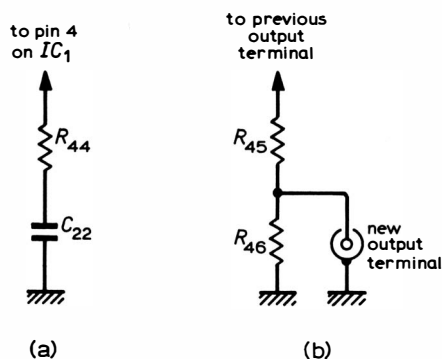 to pin 4
on IC1
R44
C22
(a)
to previous
output
terminal
R45
R46
new
output
terminal
(b)